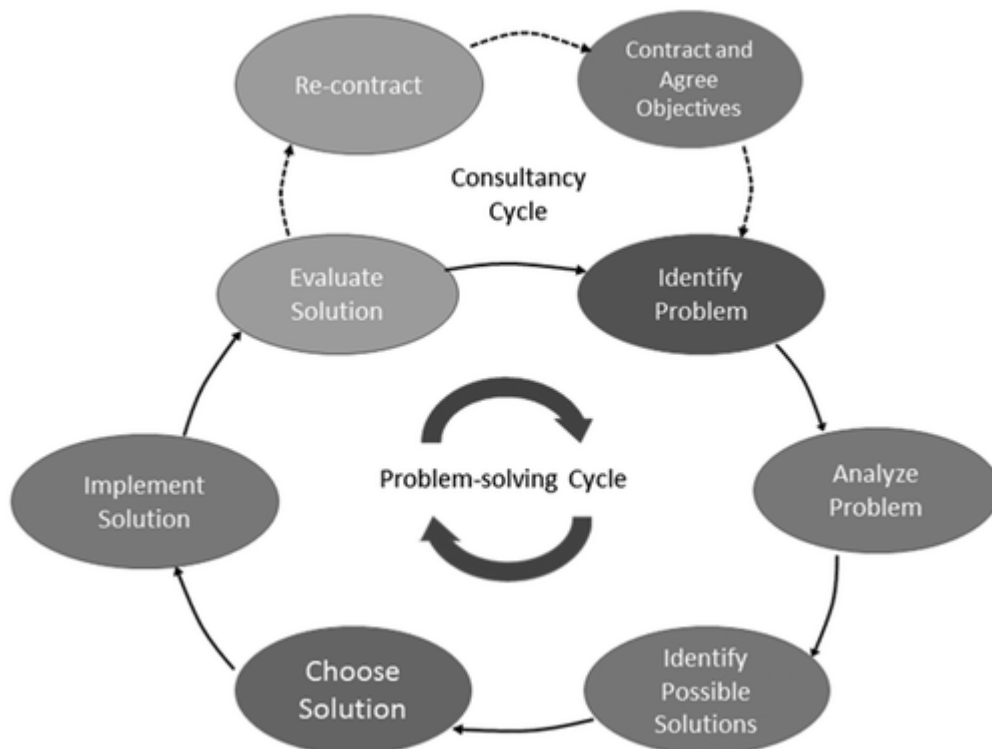 Re-contract
Contract and
Agree
Objectives
Consultancy
Cycle
Evaluate
Solution
Identify
Problem
Implement
Solution
Problem-solving Cycle
Analyze
Problem
Choose
Solution
Identify
Possible
Solutions